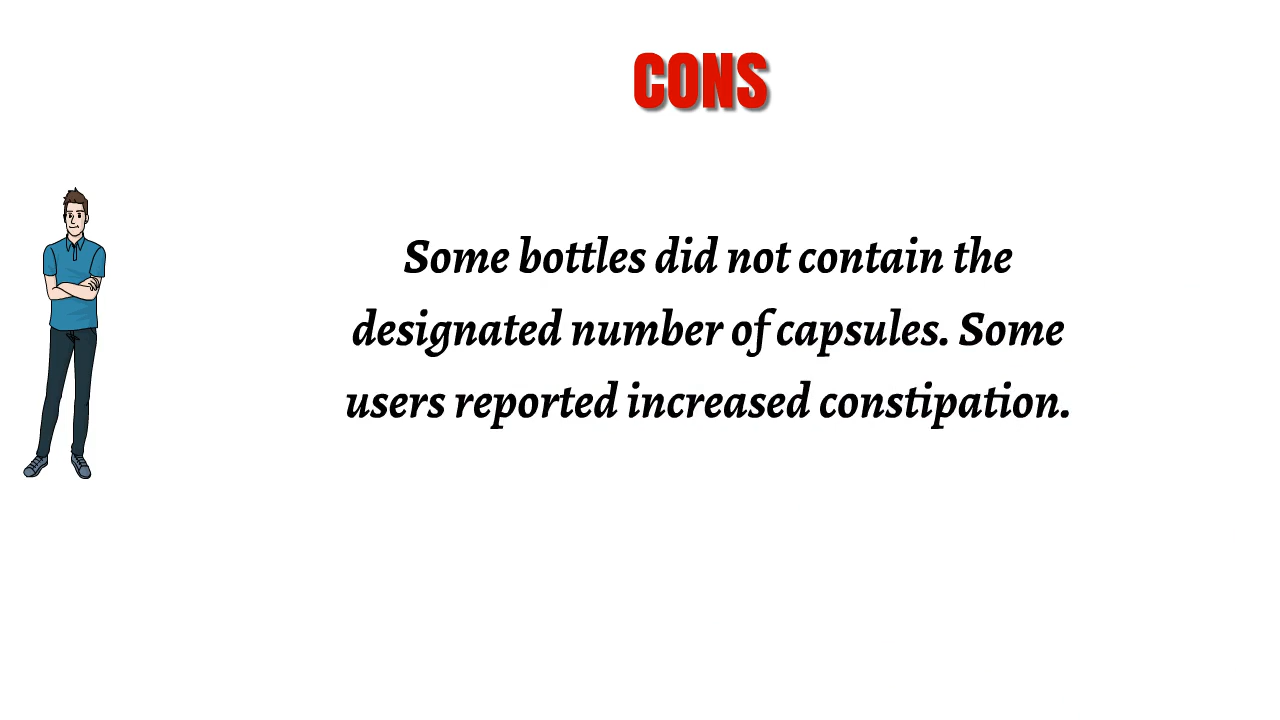 CONS
Some bottles did not contain the
designated number of capsules. Some
users reported increased constipation.